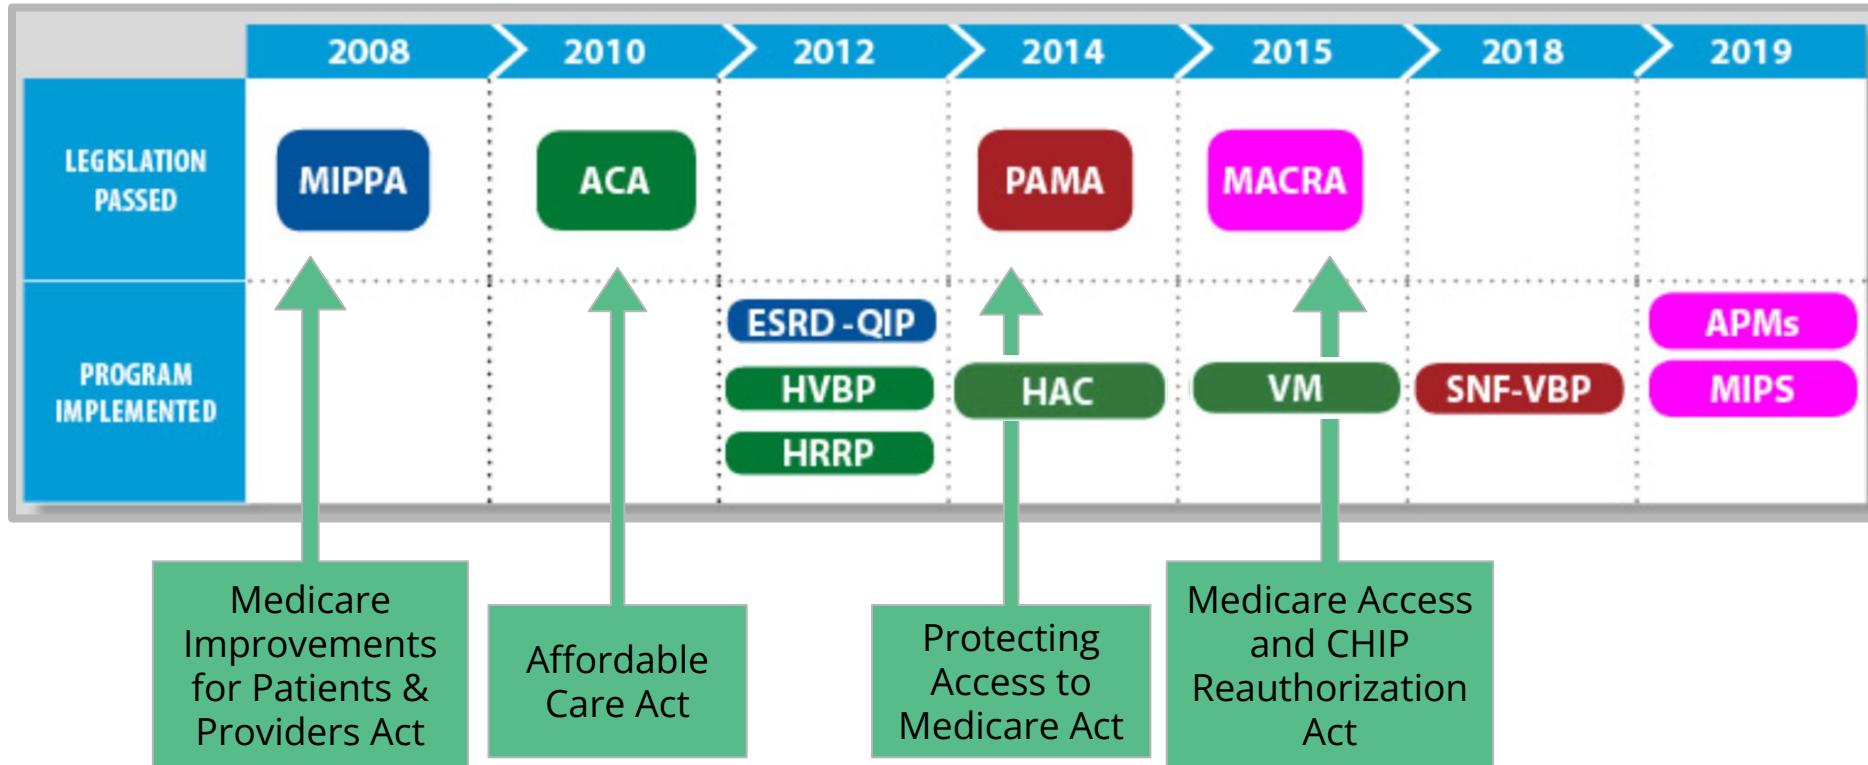 2008 2010 2012 2014 2015 2018 2019
LEGISLATION
PASSED
MIPPA ACA PAMA MACRA
PROGRAM
IMPLEMENTED
ESRD -QIP APMs
HVBP HAC VM SNF-VBP MIPS
HRRP
Medicare
Improvements
for Patients &
Providers Act
Affordable
Care Act
Protecting
Access to
Medicare Act
Medicare Access
and CHIP
Reauthorization
Act